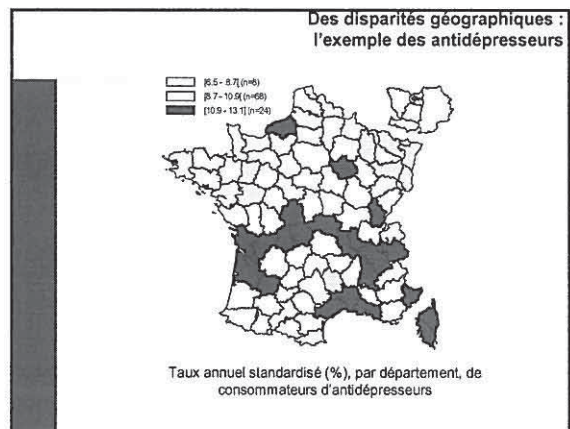 Des disparités géographiques :
l'exemple des antidépresseurs
[6.5 - 8.7[ (n=8)
[8.7 - 10.9[ (n=68)
[10.9 - 13.1] (n=24)
Taux annuel standardisé (%), par département, de
consommateurs d'antidépresseurs